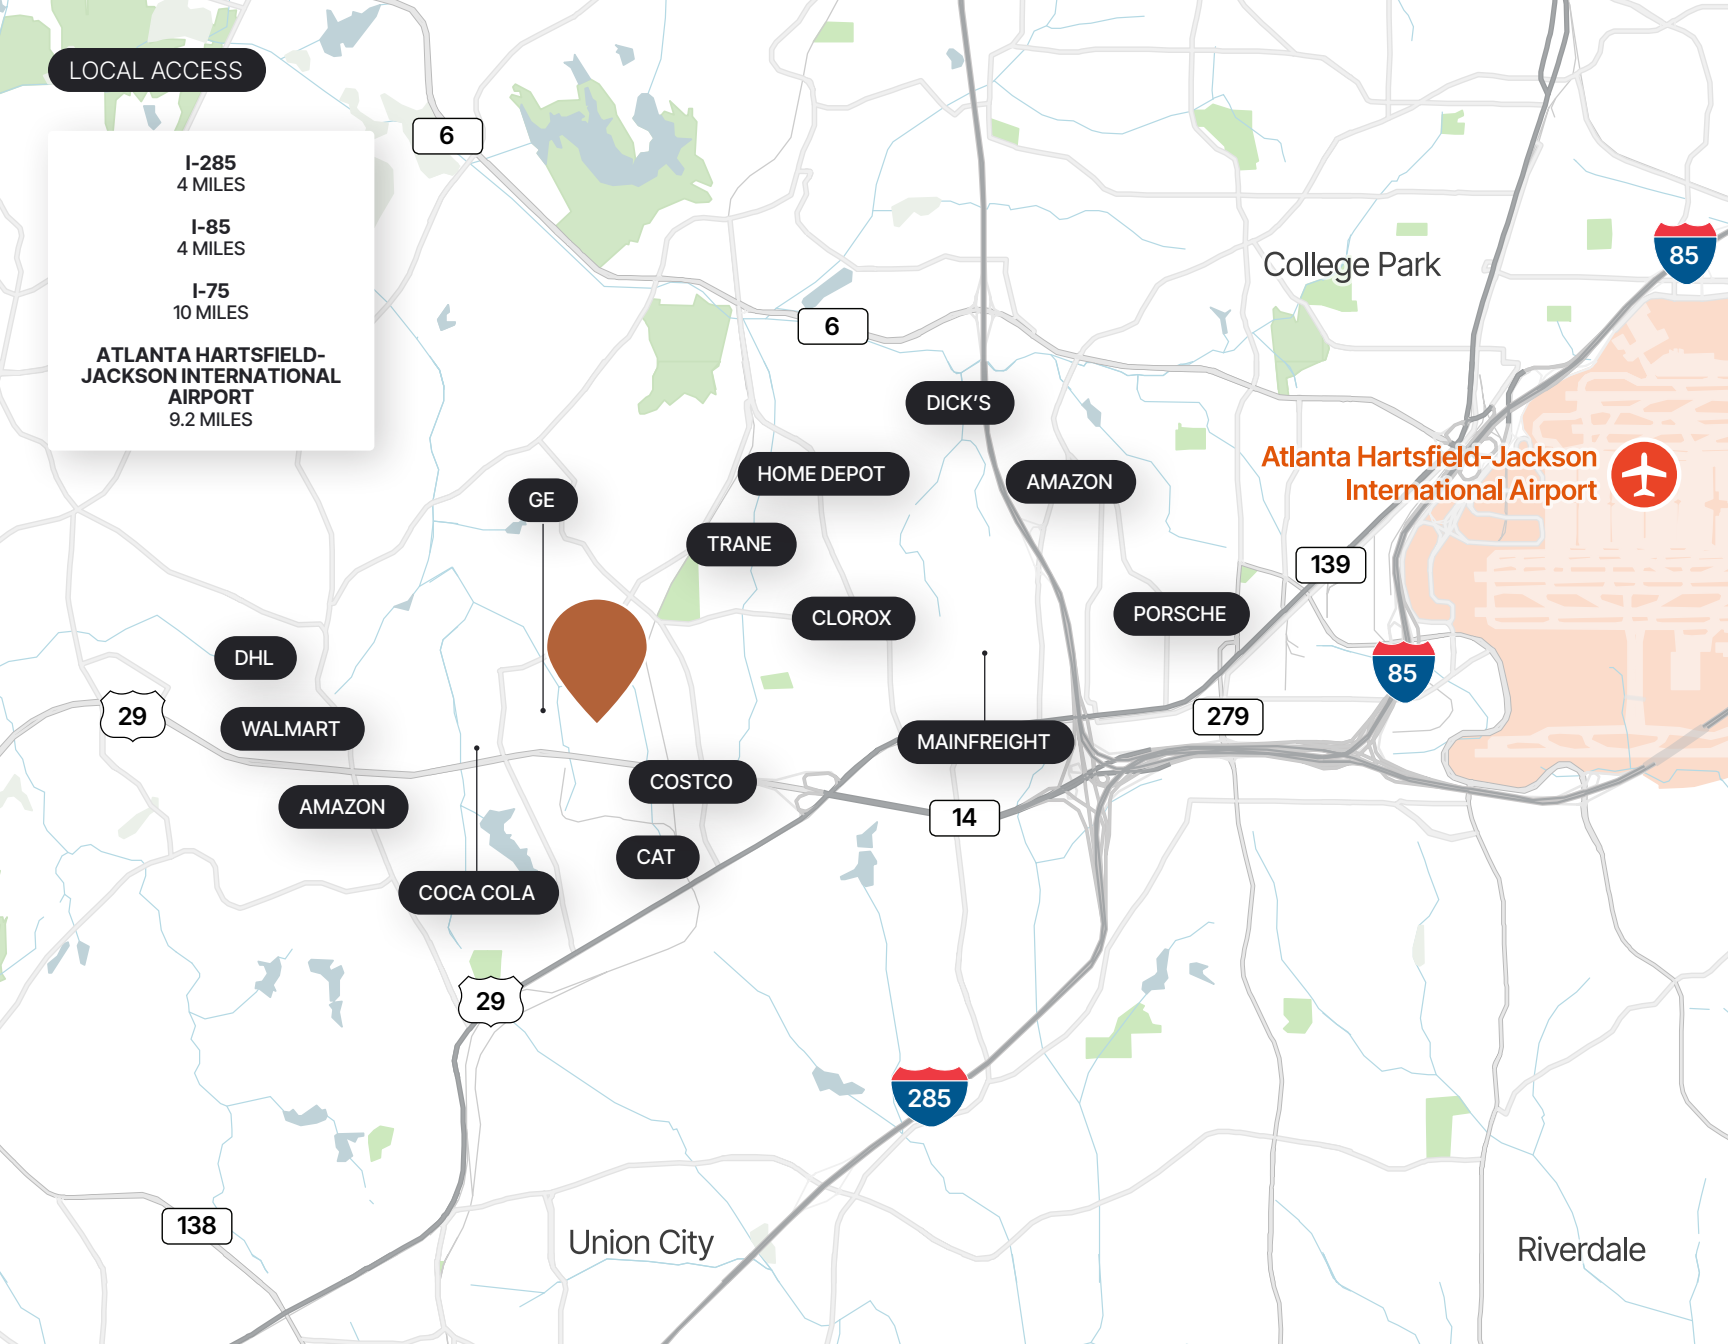 LOCAL ACCESS
I-285
4 MILES
I-85
4 MILES
I-75
10 MILES
ATLANTA HARTSFIELD-
JACKSON INTERNATIONAL
AIRPORT
9.2 MILES
6
6
College Park
85
DICK'S
HOME DEPOT
AMAZON
Atlanta Hartsfield-Jackson
International Airport
GE
TRANE
139
CLOROX
PORSCHE
DHL
85
29
WALMART
279
MAINFREIGHT
COSTCO
AMAZON
14
CAT
COCA COLA
29
285
138
Union City
Riverdale